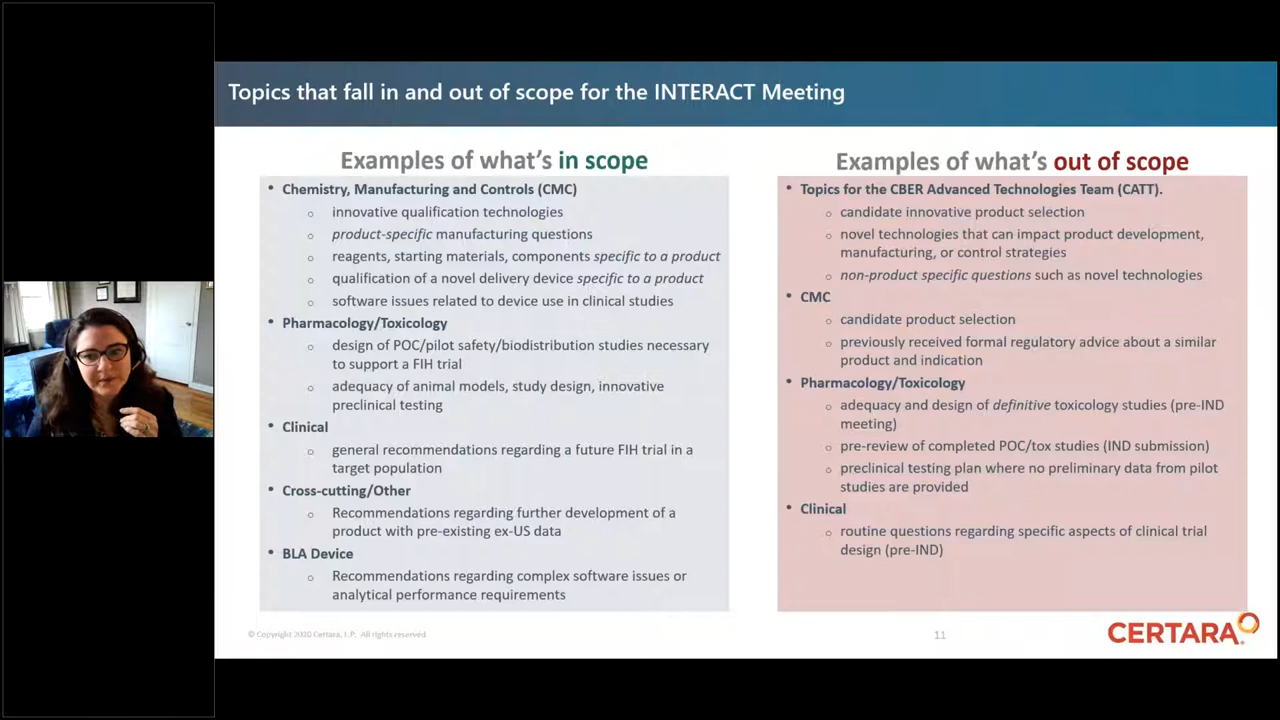 Topics that fall in and out of scope for the INTERACT Meeting
Examples of what's in scope
• Chemistry, Manufacturing and Controls (CMC)
o innovative qualification technologies
o product-specific manufacturing questions
o reagents, starting materials, components specific to a product
o qualification of a novel delivery device specific to a product
o software issues related to device use in clinical studies
• Pharmacology/Toxicology
o design of POC/pilot safety/biodistribution studies necessary
to support a FIH trial
o adequacy of animal models, study design, innovative
preclinical testing
• Clinical
o general recommendations regarding a future FIH trial in a
target population
• Cross-cutting/Other
o Recommendations regarding further development of a
product with pre-existing ex-US data
• BLA Device
o Recommendations regarding complex software issues or
analytical performance requirements
Examples of what's out of scope
• Topics for the CBER Advanced Technologies Team (CATT).
o candidate innovative product selection
o novel technologies that can impact product development,
manufacturing, or control strategies
o non-product specific questions such as novel technologies
• CMC
o candidate product selection
o previously received formal regulatory advice about a similar
product and indication
• Pharmacology/Toxicology
o adequacy and design of definitive toxicology studies (pre-IND
meeting)
o pre-review of completed POC/tox studies (IND submission)
o preclinical testing plan where no preliminary data from pilot
studies are provided
• Clinical
o routine questions regarding specific aspects of clinical trial
design (pre-IND)
© Copyright 2020 Certara, L.P. All rights reserved
11
CERTARA